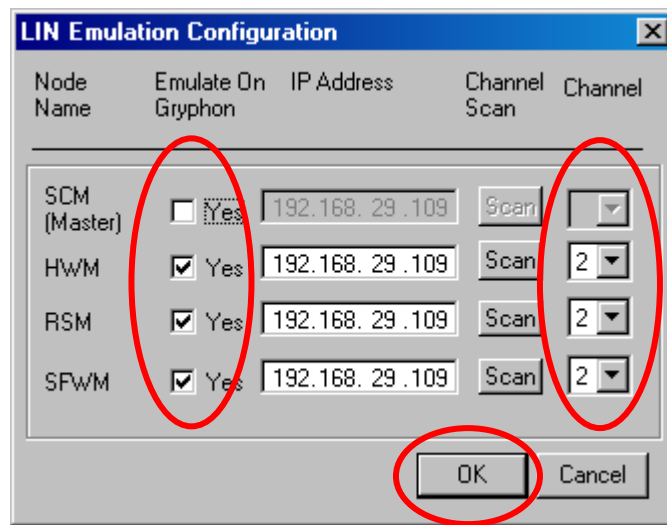 LIN Emulation Configuration
Node Name
Emulate On Gryphon
IP Address
Channel Scan
Channel
SCM (Master) Yes 192.168. 29 .109 Scan
HWM Yes 192.168. 29 .109 Scan 2
RSM Yes 192.168. 29 .109 Scan 2
SFWM Yes 192.168. 29 .109 Scan 2
OK Cancel